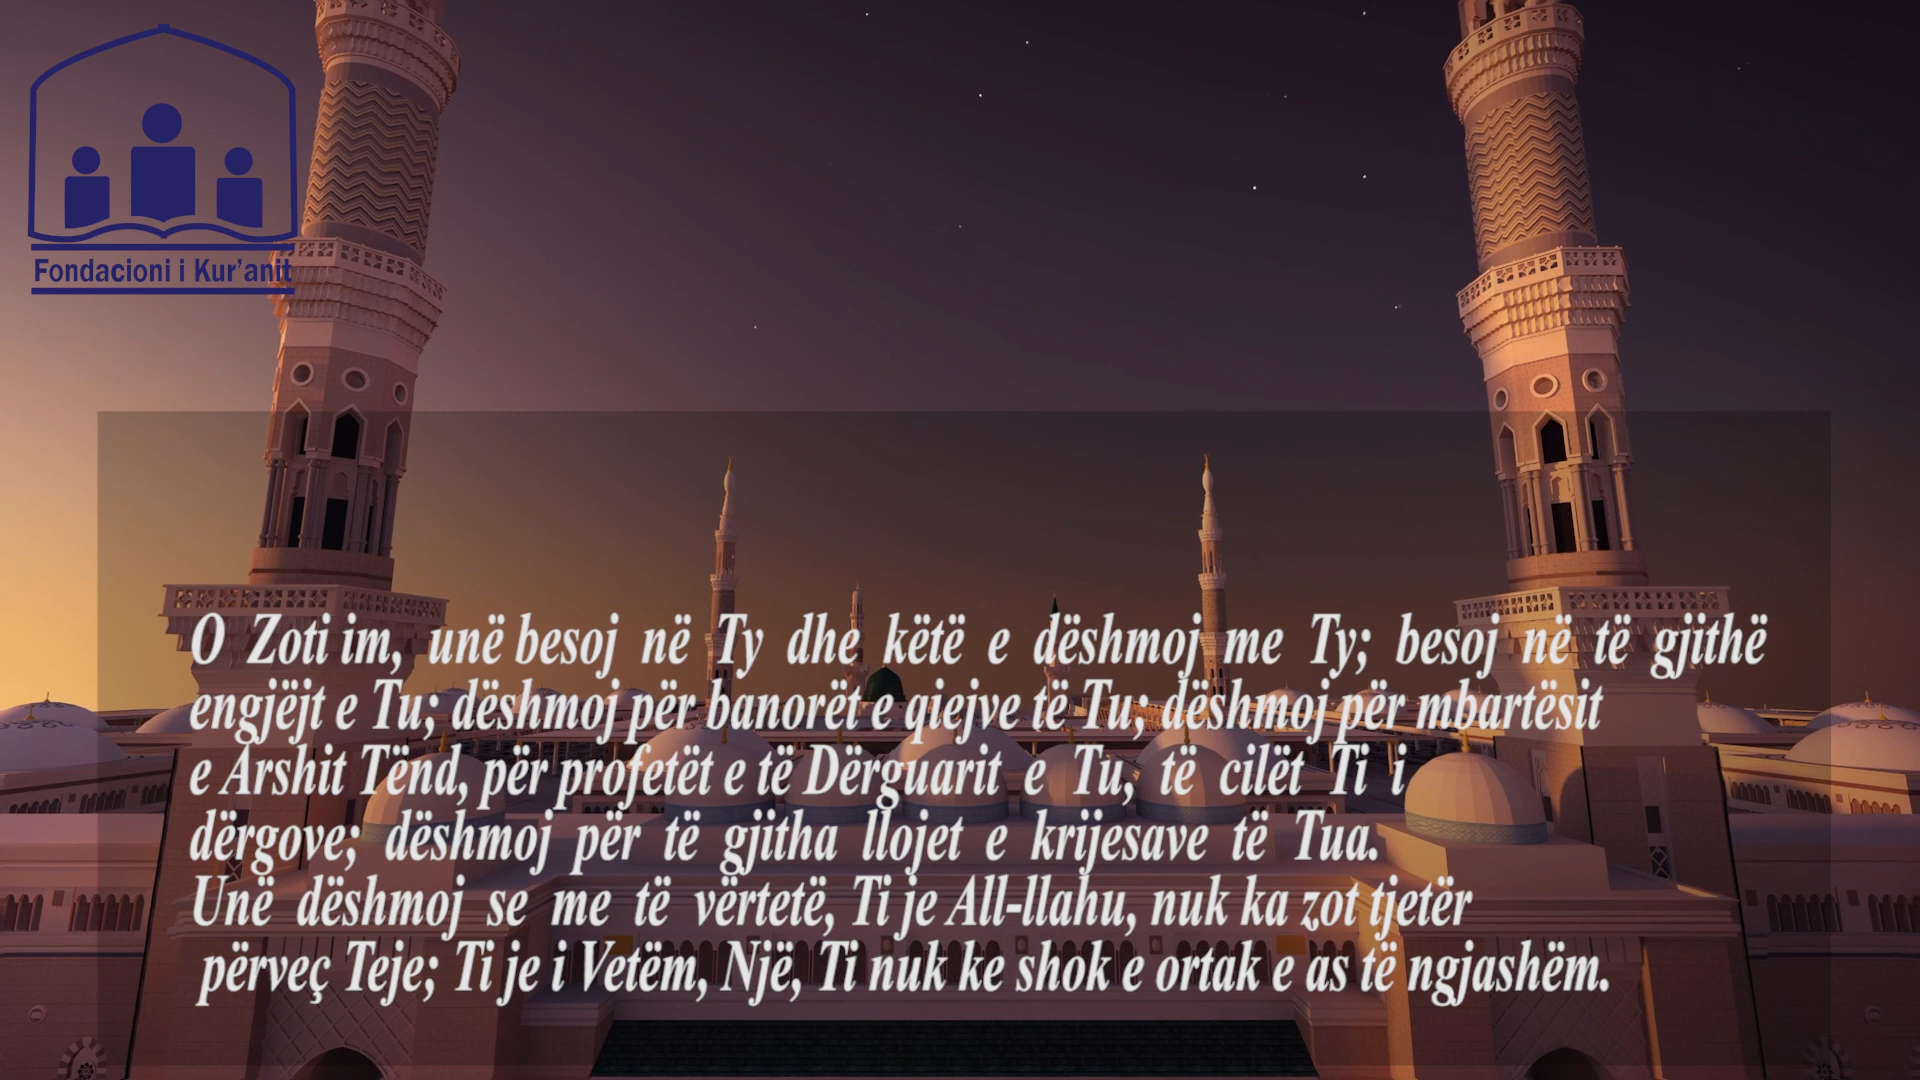 Fondacioni i Kur'anit
O Zoti im, unë besoj në Ty dhe këtë e dëshmoj me Ty; besoj në të gjithë
engjëjt e Tu; dëshmoj për banorët e qiejve të Tu; dëshmoj për mbartësit
e Arshit Tënd, për profetët e të Dërguarit e Tu, të cilët Ti i
dërgove; dëshmoj për të gjitha llojet e krijesave të Tua.
Unë dëshmoj se me të vërtetë, Ti je All-llahu, nuk ka zot tjetër
përveç Teje; Ti je i Vetëm, Një, Ti nuk ke shok e ortak e as të ngjashëm.